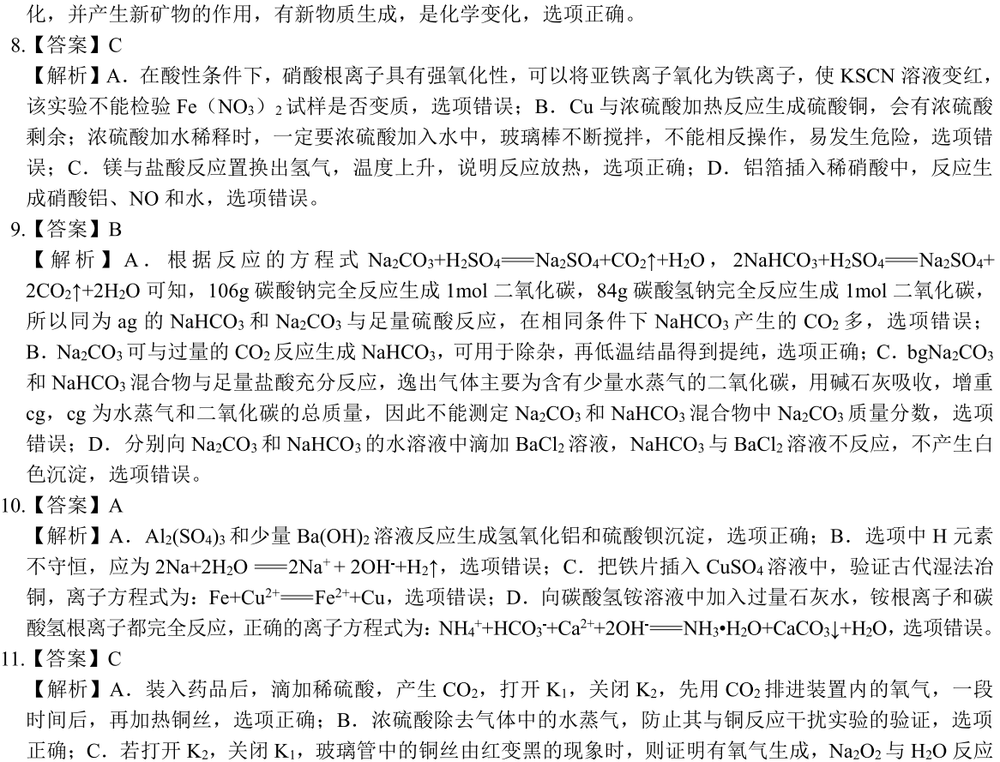 化，并产生新矿物的作用，有新物质生成，是化学变化，选项正确。
8.【答案】C
【解析】A．在酸性条件下，硝酸根离子具有强氧化性，可以将亚铁离子氧化为铁离子，使 KSCN 溶液变红，
该实验不能检验 Fe（NO₃）₂试样是否变质，选项错误；B．Cu 与浓硫酸加热反应生成硫酸铜，会有浓硫酸
剩余；浓硫酸加水稀释时，一定要浓硫酸加入水中，玻璃棒不断搅拌，不能相反操作，易发生危险，选项错
误；C．镁与盐酸反应置换出氢气，温度上升，说明反应放热，选项正确；D．铝箔插入稀硝酸中，反应生
成硝酸铝、NO 和水，选项错误。
9.【答案】B
【解析】A．根据反应的方程式 Na₂CO₃+H₂SO₄══Na₂SO₄+CO₂↑+H₂O，2NaHCO₃+H₂SO₄══Na₂SO₄+
2CO₂↑+2H₂O 可知，106g 碳酸钠完全反应生成 1mol 二氧化碳，84g 碳酸氢钠完全反应生成 1mol 二氧化碳，
所以同为 ag 的 NaHCO₃ 和 Na₂CO₃ 与足量硫酸反应，在相同条件下 NaHCO₃ 产生的 CO₂ 多，选项错误；
B．Na₂CO₃ 可与过量的 CO₂ 反应生成 NaHCO₃，可用于除杂，再低温结晶得到提纯，选项正确；C．bgNa₂CO₃
和 NaHCO₃ 混合物与足量盐酸充分反应，逸出气体主要为含有少量水蒸气的二氧化碳，用碱石灰吸收，增重
cg，cg 为水蒸气和二氧化碳的总质量，因此不能测定 Na₂CO₃ 和 NaHCO₃ 混合物中 Na₂CO₃ 质量分数，选项
错误；D．分别向 Na₂CO₃ 和 NaHCO₃ 的水溶液中滴加 BaCl₂ 溶液，NaHCO₃ 与 BaCl₂ 溶液不反应，不产生白
色沉淀，选项错误。
10.【答案】A
【解析】A．Al₂(SO₄)₃ 和少量 Ba(OH)₂ 溶液反应生成氢氧化铝和硫酸钡沉淀，选项正确；B．选项中 H 元素
不守恒，应为 2Na+2H₂O ══2Na⁺ + 2OH⁻+H₂↑，选项错误；C．把铁片插入 CuSO₄ 溶液中，验证古代湿法冶
铜，离子方程式为：Fe+Cu²⁺══Fe²⁺+Cu，选项错误；D．向碳酸氢铵溶液中加入过量石灰水，铵根离子和碳
酸氢根离子都完全反应，正确的离子方程式为：NH₄⁺+HCO₃⁻+Ca²⁺+2OH⁻══NH₃•H₂O+CaCO₃↓+H₂O，选项错误。
11.【答案】C
【解析】A．装入药品后，滴加稀硫酸，产生 CO₂，打开 K₁，关闭 K₂，先用 CO₂ 排进装置内的氧气，一段
时间后，再加热铜丝，选项正确；B．浓硫酸除去气体中的水蒸气，防止其与铜反应干扰实验的验证，选项
正确；C．若打开 K₂，关闭 K₁，玻璃管中的铜丝由红变黑的现象时，则证明有氧气生成，Na₂O₂ 与 H₂O 反应